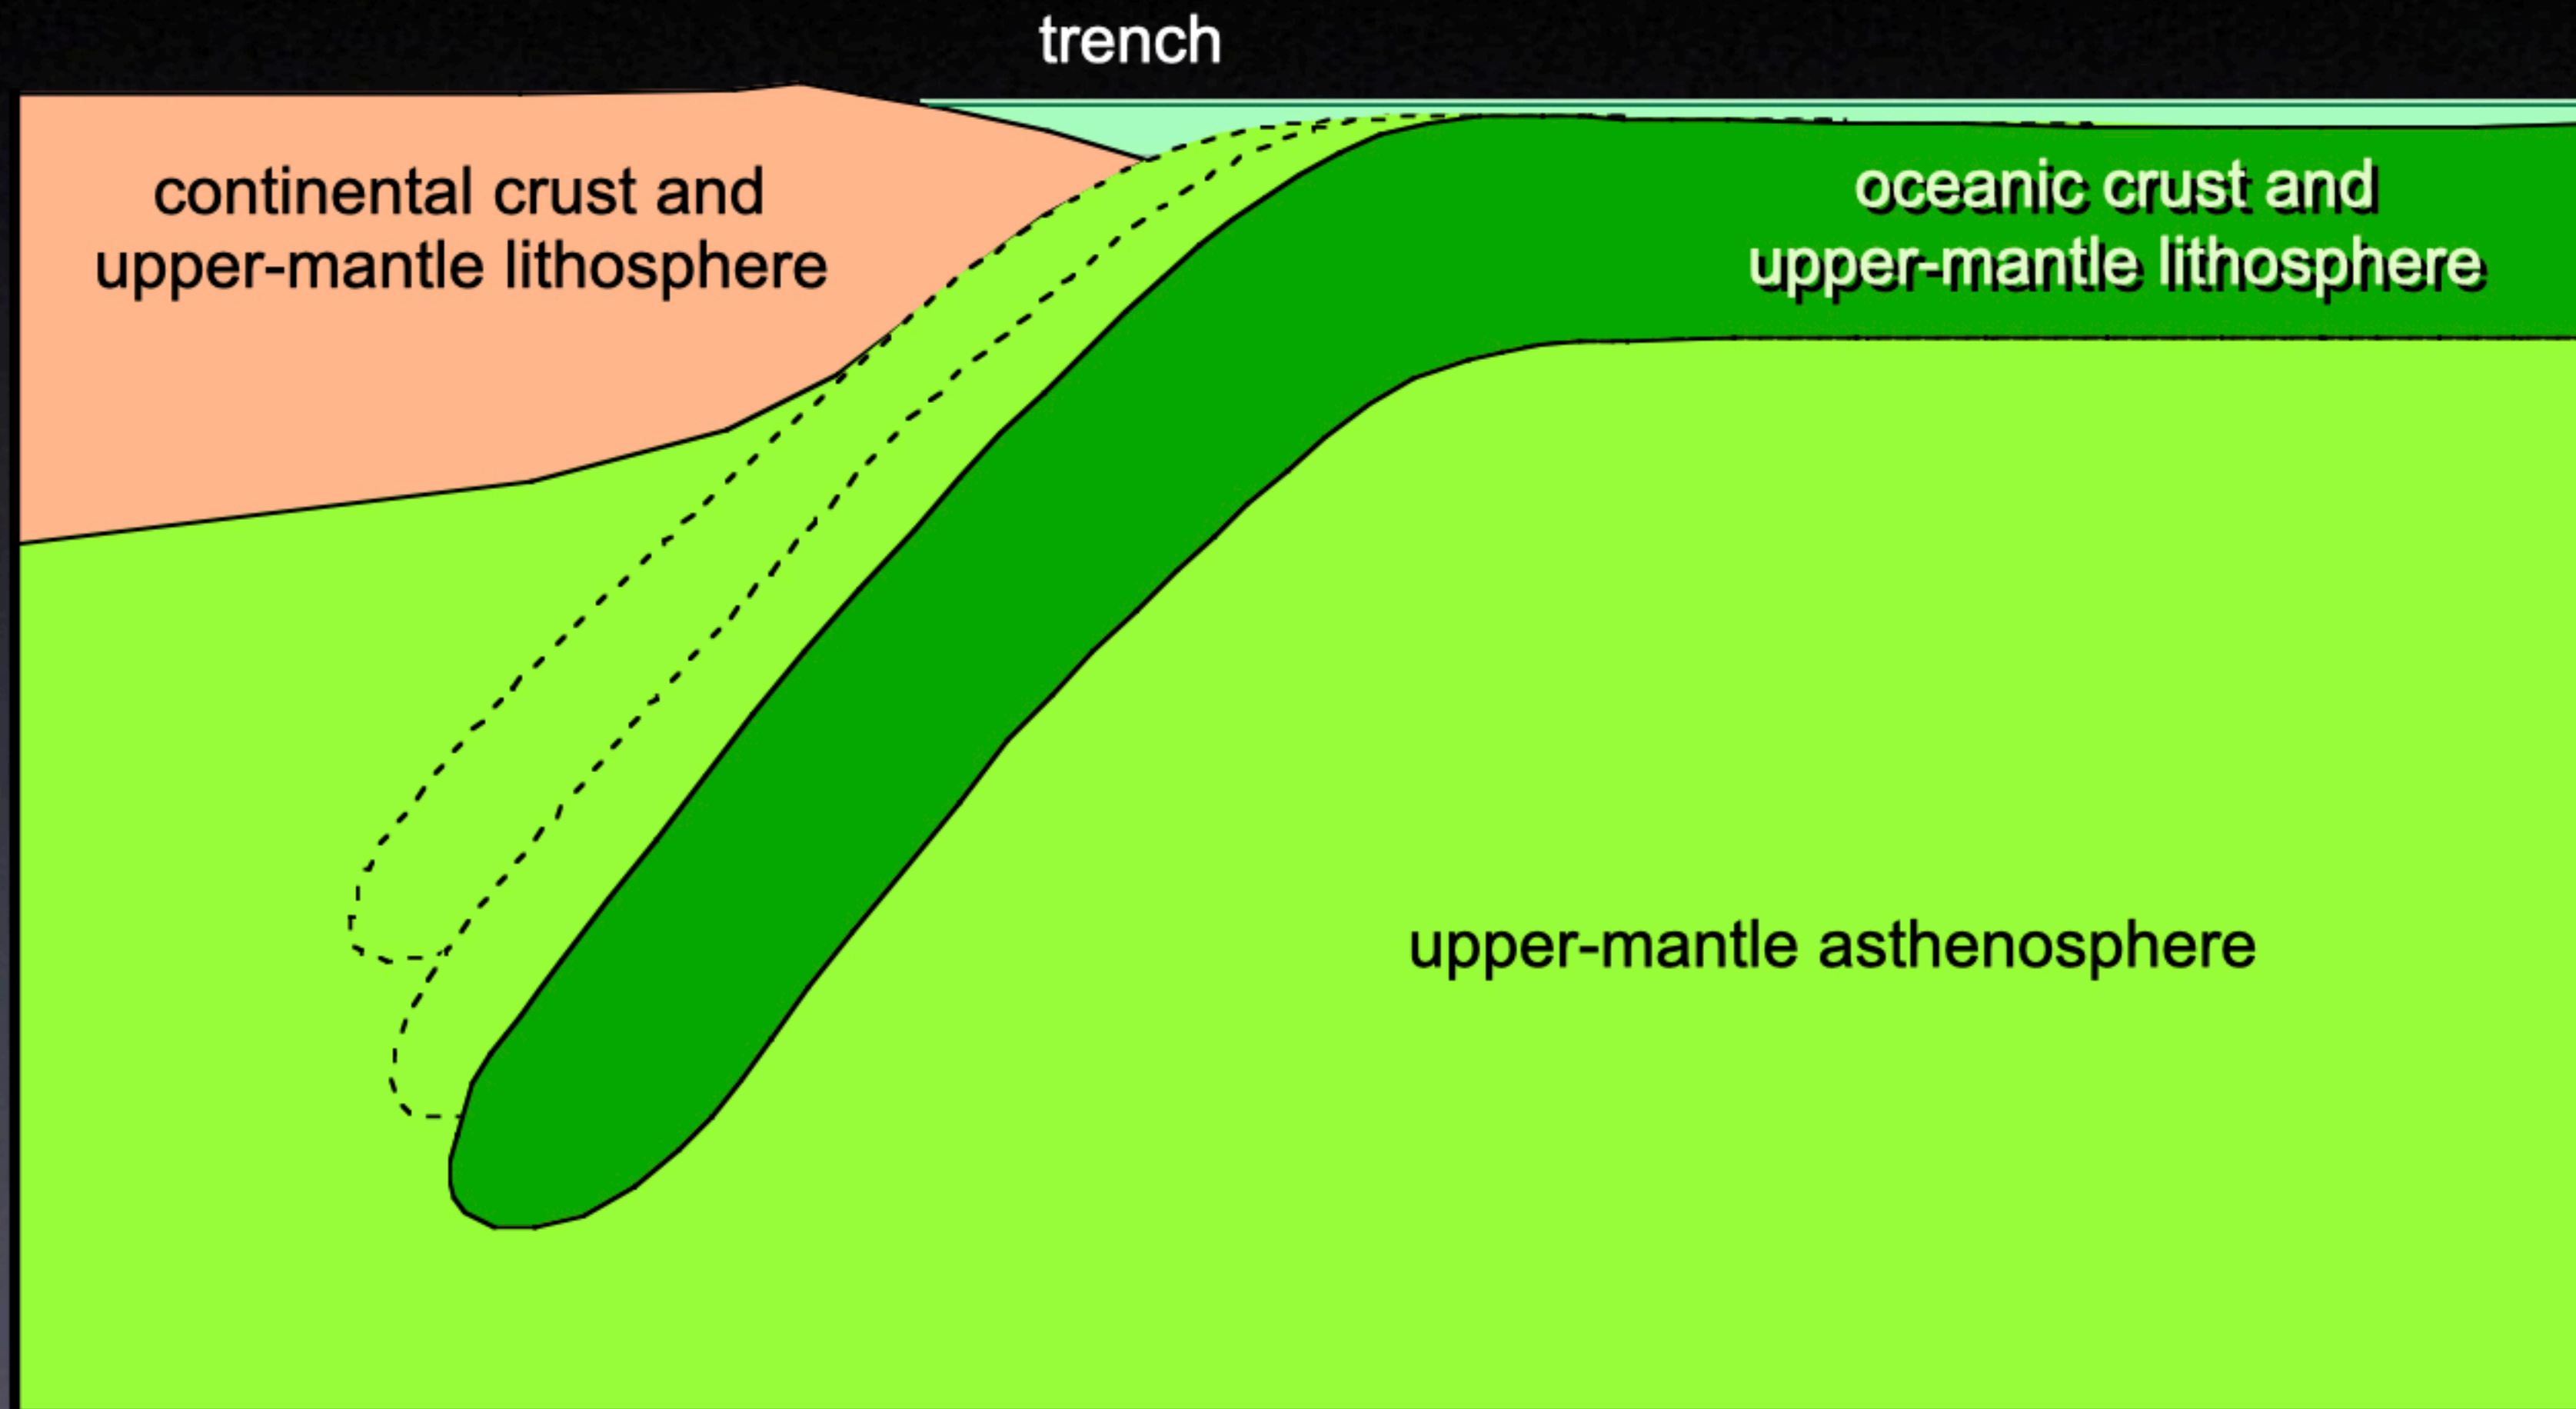 trench
continental crust and
upper-mantle lithosphere
oceanic crust and
upper-mantle lithosphere
upper-mantle asthenosphere